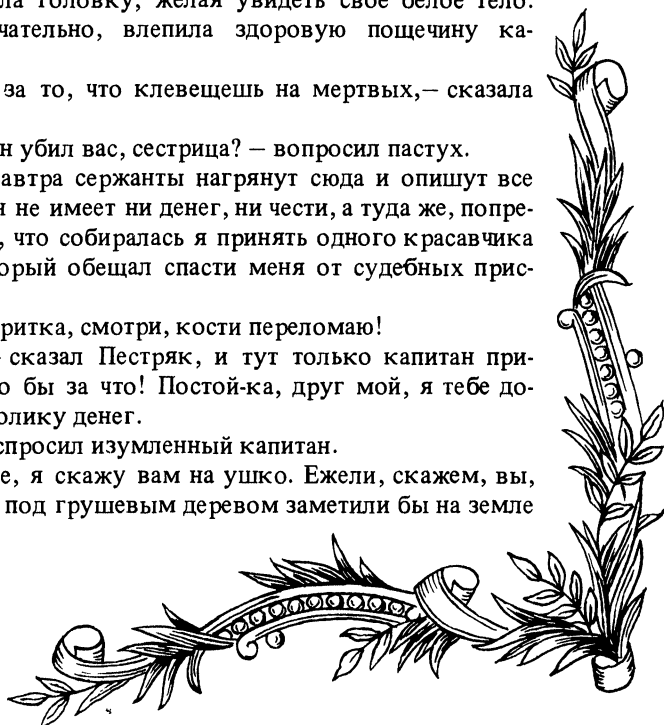 ла головку, желая увидеть свое белое тело.
чательно, влепила здоровую пощечину ка-
за то, что клевещешь на мертвых,— сказала
н убил вас, сестрица? — вопросил пастух.
автра сержанты нагрянут сюда и опишут все
н не имеет ни денег, ни чести, а туда же, попре-
, что собиралась я принять одного красавчика
орый обещал спасти меня от судебных прис-
ритка, смотри, кости переломаю!
- сказал Пестряк, и тут только капитан при-
о бы за что! Постой-ка, друг мой, я тебе до-
олику денег.
спросил изумленный капитан.
е, я скажу вам на ушко. Ежели, скажем, вы,
под грушевым деревом заметили бы на земле